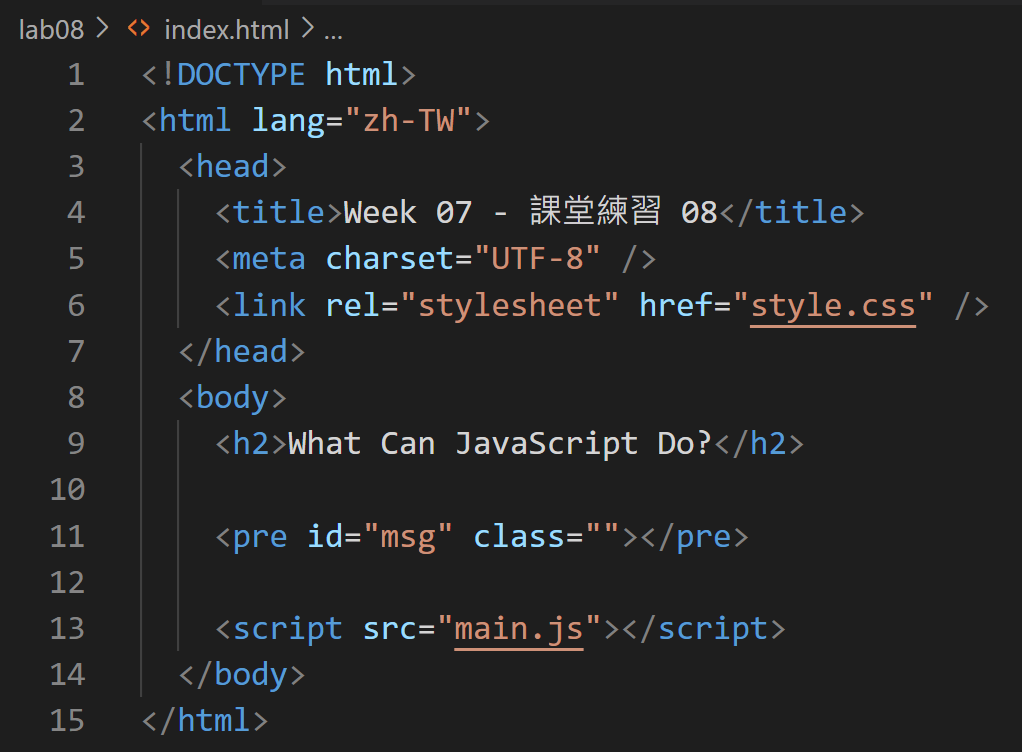 lab08 > <> index.html > ...
1 <!DOCTYPE html>
2 <html lang="zh-TW">
3   <head>
4     <title>Week 07 - 課堂練習 08</title>
5     <meta charset="UTF-8" />
6     <link rel="stylesheet" href="style.css" />
7   </head>
8   <body>
9     <h2>What Can JavaScript Do?</h2>
10
11     <pre id="msg" class=""></pre>
12
13     <script src="main.js"></script>
14   </body>
15 </html>